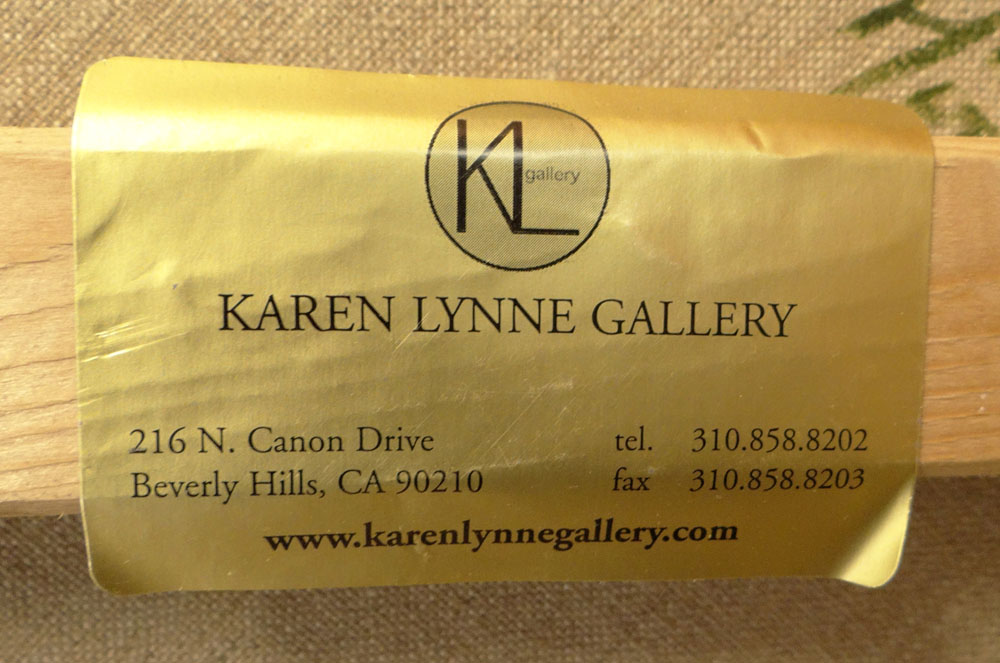 KL gallery
KAREN LYNNE GALLERY
216 N. Canon Drive tel. 310.858.8202
Beverly Hills, CA 90210 fax 310.858.8203
www.karenlynnegallery.com